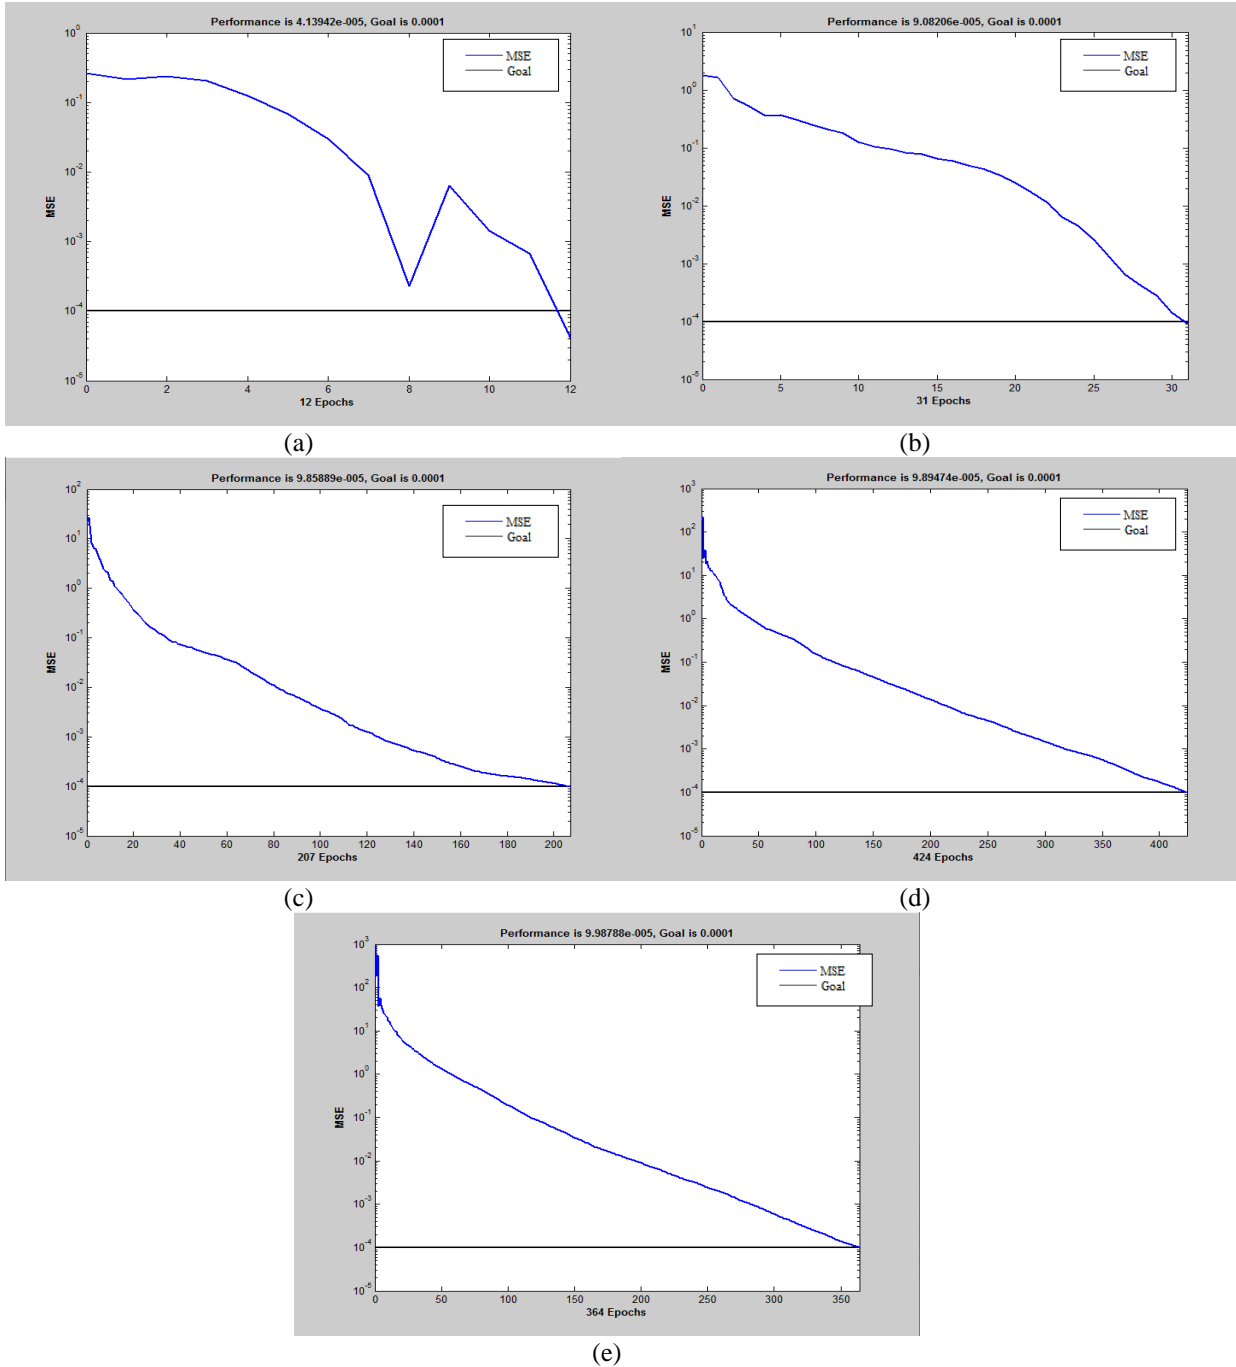 Performance is 4.13942e-005, Goal is 0.0001
MSE
Goal
10^0
10^-1
10^-2
10^-3
10^-4
10^-5
MSE
0 2 4 6 8 10 12
12 Epochs
(a)
Performance is 9.08206e-005, Goal is 0.0001
MSE
Goal
10^1
10^0
10^-1
10^-2
10^-3
10^-4
10^-5
MSE
0 5 10 15 20 25 30
31 Epochs
(b)
Performance is 9.85889e-005, Goal is 0.0001
MSE
Goal
10^2
10^1
10^0
10^-1
10^-2
10^-3
10^-4
10^-5
MSE
0 20 40 60 80 100 120 140 160 180 200
207 Epochs
(c)
Performance is 9.89474e-005, Goal is 0.0001
MSE
Goal
10^3
10^2
10^1
10^0
10^-1
10^-2
10^-3
10^-4
10^-5
MSE
0 50 100 150 200 250 300 350 400
424 Epochs
(d)
Performance is 9.98788e-005, Goal is 0.0001
MSE
Goal
10^3
10^2
10^1
10^0
10^-1
10^-2
10^-3
10^-4
10^-5
MSE
0 50 100 150 200 250 300 350
364 Epochs
(e)